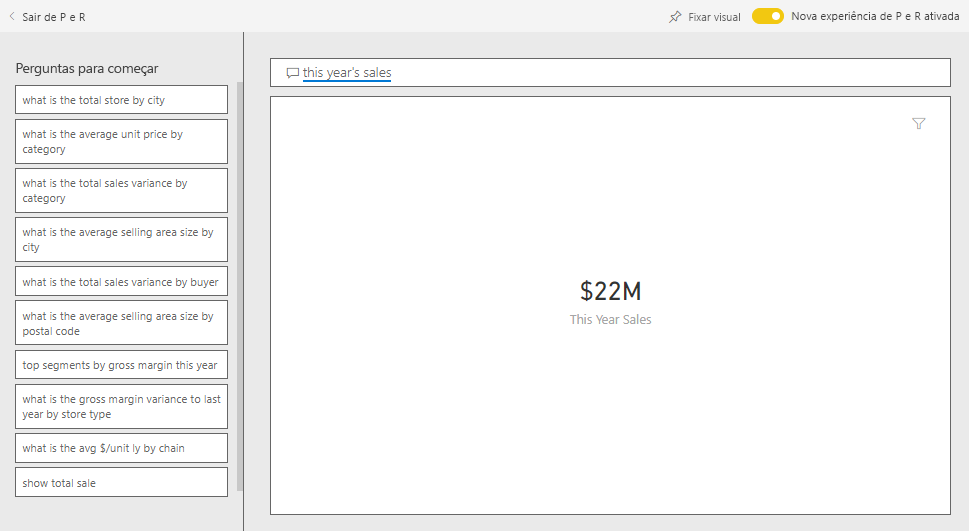 Sair de P e R
Fixar visual
Nova experiência de P e R ativada
Perguntas para começar
what is the total store by city
what is the average unit price by
category
what is the total sales variance by
category
what is the average selling area size by
city
what is the total sales variance by buyer
what is the average selling area size by
postal code
top segments by gross margin this year
what is the gross margin variance to last
year by store type
what is the avg $/unit ly by chain
show total sale
this year's sales
$22M
This Year Sales